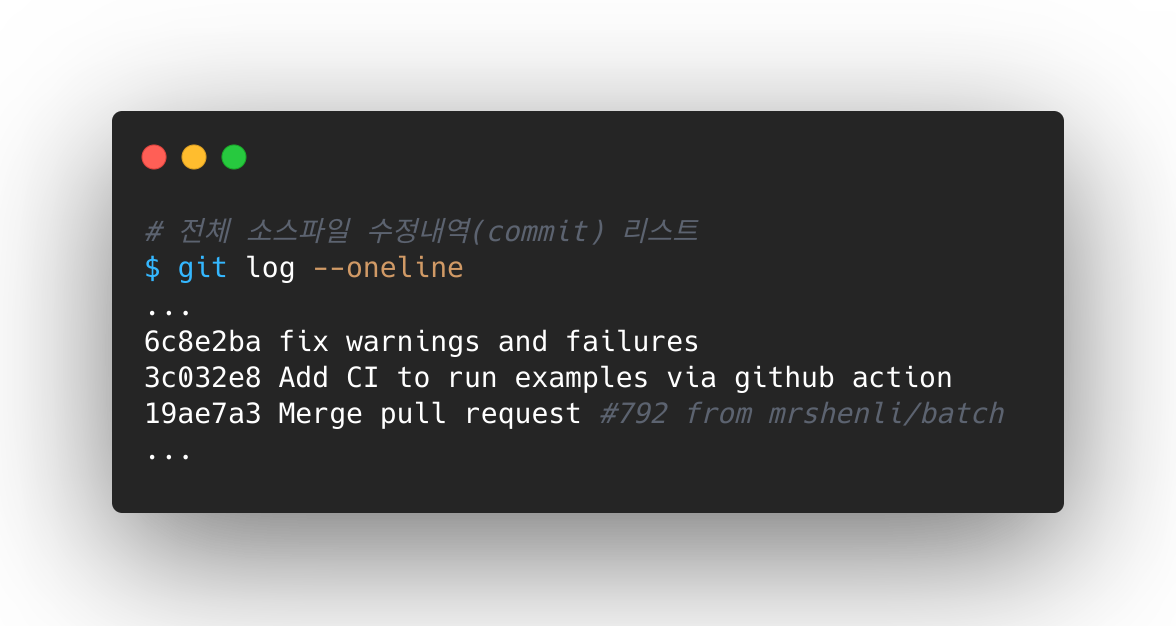 # 전체 소스파일 수정내역(commit) 리스트
$ git log --oneline
...
6c8e2ba fix warnings and failures
3c032e8 Add CI to run examples via github action
19ae7a3 Merge pull request #792 from mrshenli/batch
...